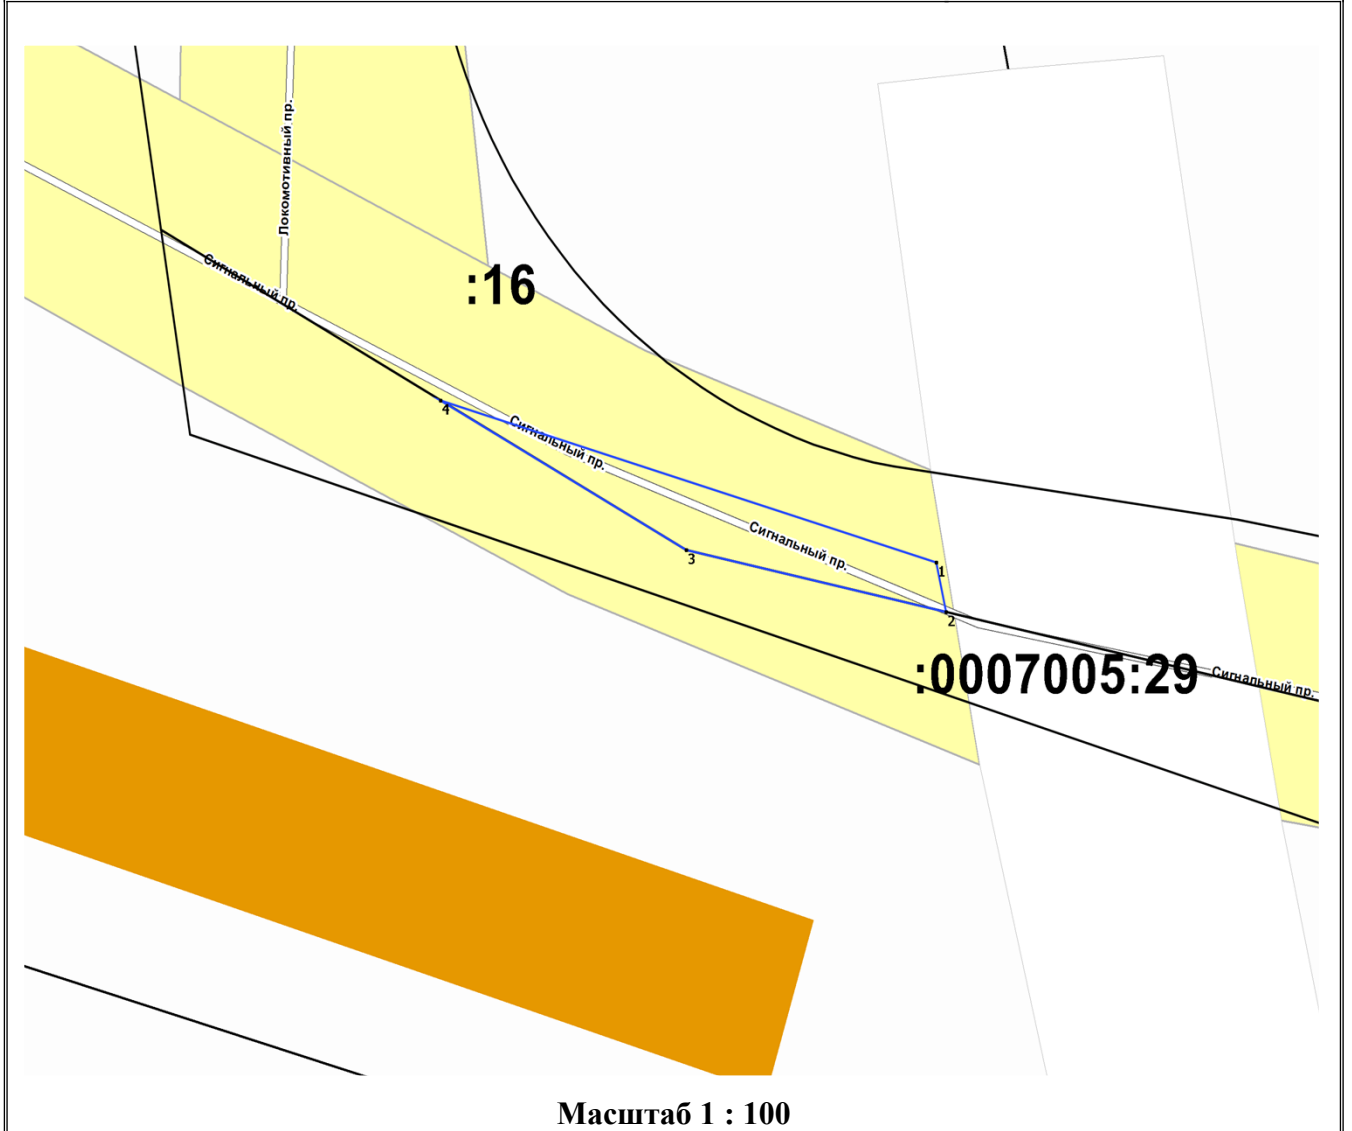 Локомотивный пр.
Сигнальный пр.
:16
4
Сигнальный пр.
Сигнальный пр.
3
1
2
:0007005:29
Сигнальный пр.
Масштаб 1 : 100